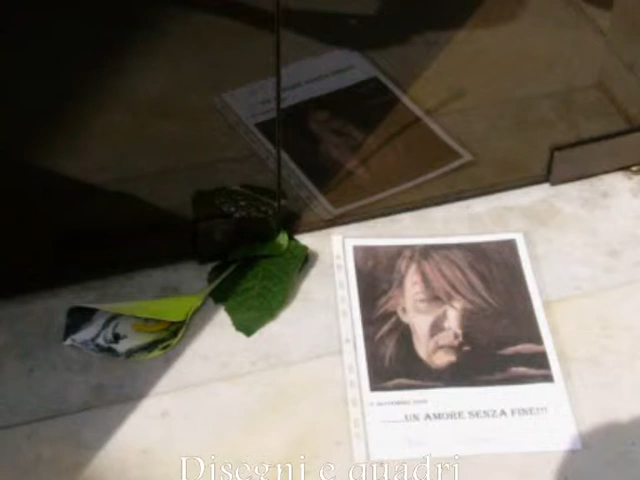 ......UN AMORE SENZA FINE!!!
Disegni e quadri